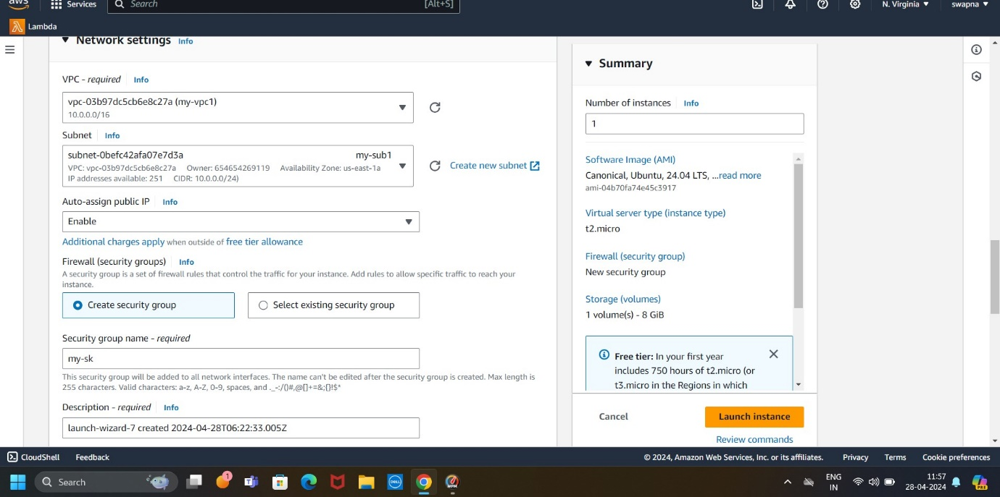 aws
Services
Search
[Alt+S]
N. Virginia
swapna
Lambda
Network settings Info
VPC - required Info
vpc-03b97dc5cb6e8c27a (my-vpc1)
10.0.0.0/16
Subnet Info
subnet-0befc42afa07e7d3a my-sub1
VPC: vpc-03b97dc5cb6e8c27a Owner: 654654269119 Availability Zone: us-east-1a
IP addresses available: 251 CIDR: 10.0.0.0/24)
Create new subnet
Auto-assign public IP Info
Enable
Additional charges apply when outside of free tier allowance
Firewall (security groups) Info
A security group is a set of firewall rules that control the traffic for your instance. Add rules to allow specific traffic to reach your
instance.
Create security group
Select existing security group
Security group name - required
my-sk
This security group will be added to all network interfaces. The name can't be edited after the security group is created. Max length is
255 characters. Valid characters: a-z, A-Z, 0-9, spaces, and ._-:/()#,@[]+=&;{}!$*
Description - required Info
launch-wizard-7 created 2024-04-28T06:22:33.005Z
Summary
Number of instances Info
1
Software Image (AMI)
Canonical, Ubuntu, 24.04 LTS, ...read more
ami-04b70fa74e45c3917
Virtual server type (instance type)
t2.micro
Firewall (security group)
New security group
Storage (volumes)
1 volume(s) - 8 GiB
Free tier: In your first year
includes 750 hours of t2.micro (or
t3.micro in the Regions in which
Cancel
Launch instance
Review commands
CloudShell
Feedback
© 2024, Amazon Web Services, Inc. or its affiliates.
Privacy
Terms
Cookie preferences
Search
1
DELL
ENG
IN
11:57
28-04-2024
PRE